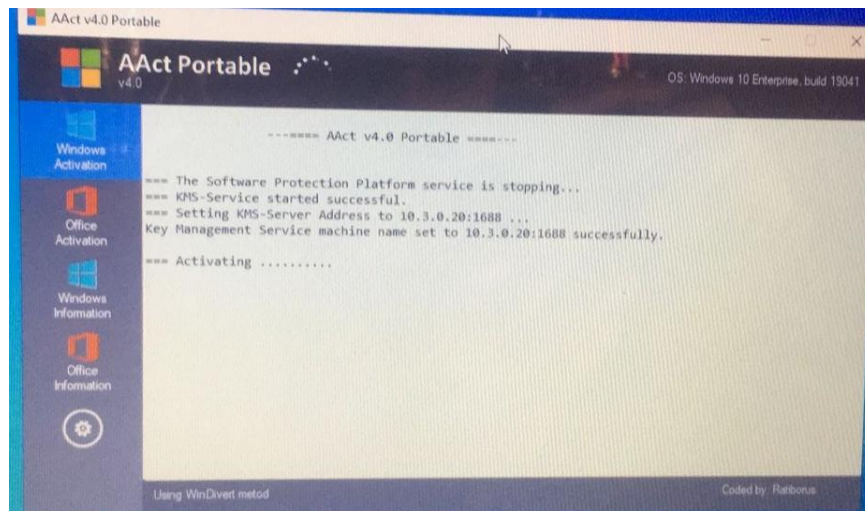 AAct v4.0 Portable
AAct Portable
v4.0
OS: Windows 10 Enterprise, build 19041
Windows
Activation
Office
Activation
Windows
Information
Office
Information
---==== AAct v4.0 Portable ====---
=== The Software Protection Platform service is stopping...
=== KMS-Service started successful.
=== Setting KMS-Server Address to 10.3.0.20:1688 ...
Key Management Service machine name set to 10.3.0.20:1688 successfully.
=== Activating ..........
Using WinDivert metod
Coded by: Ratiborus